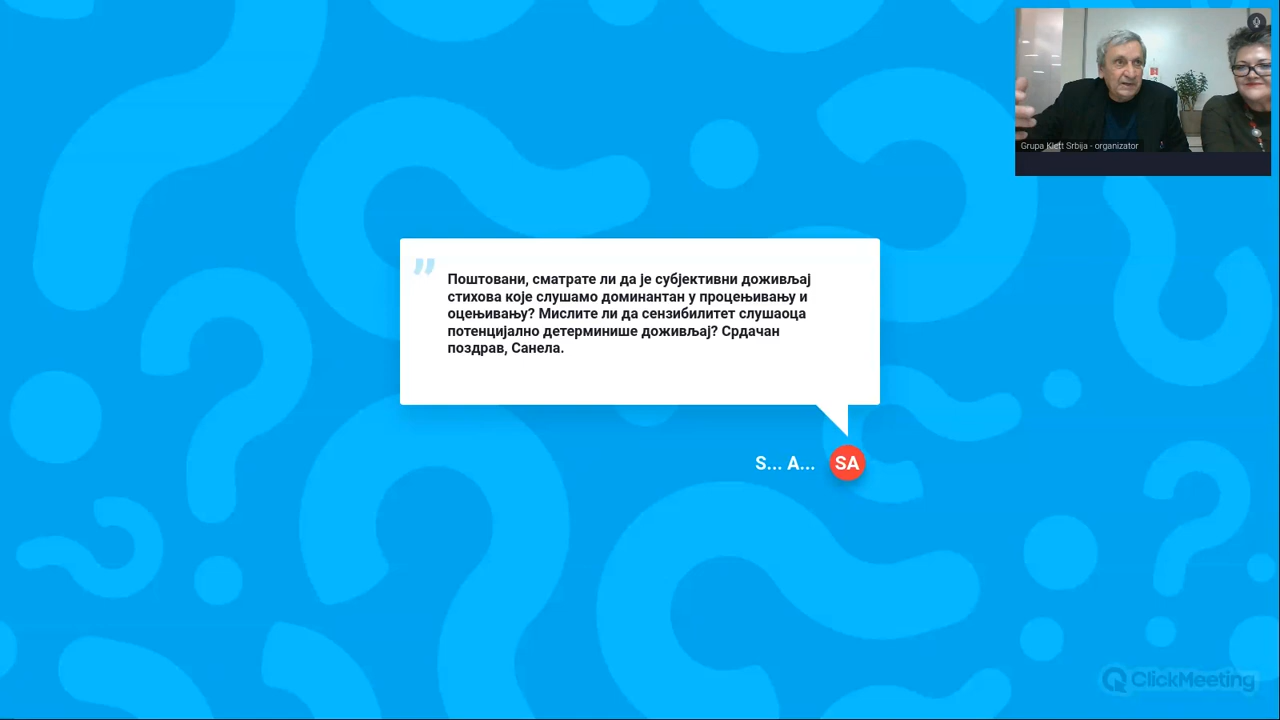 Grupa Klett Srbija - organizator
Поштовани, сматрате ли да је субјективни доживљај
стихова које слушамо доминантан у процењивању и
оцењивању? Мислите ли да сензибилитет слушаоца
потенцијално детерминише доживљај? Срдачан
поздрав, Санела.
S... A... SA
ClickMeeting